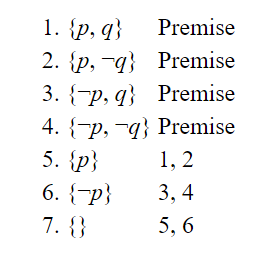 1. {p, q} Premise
2. {p, ¬q} Premise
3. {¬p, q} Premise
4. {¬p, ¬q} Premise
5. {p} 1, 2
6. {¬p} 3, 4
7. {} 5, 6